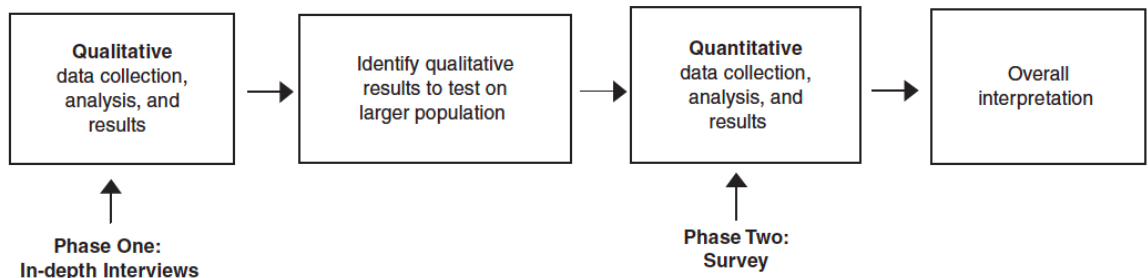 Qualitative
data collection,
analysis, and
results
Identify qualitative
results to test on
larger population
Quantitative
data collection,
analysis, and
results
Overall
interpretation
Phase One:
In-depth Interviews
Phase Two:
Survey